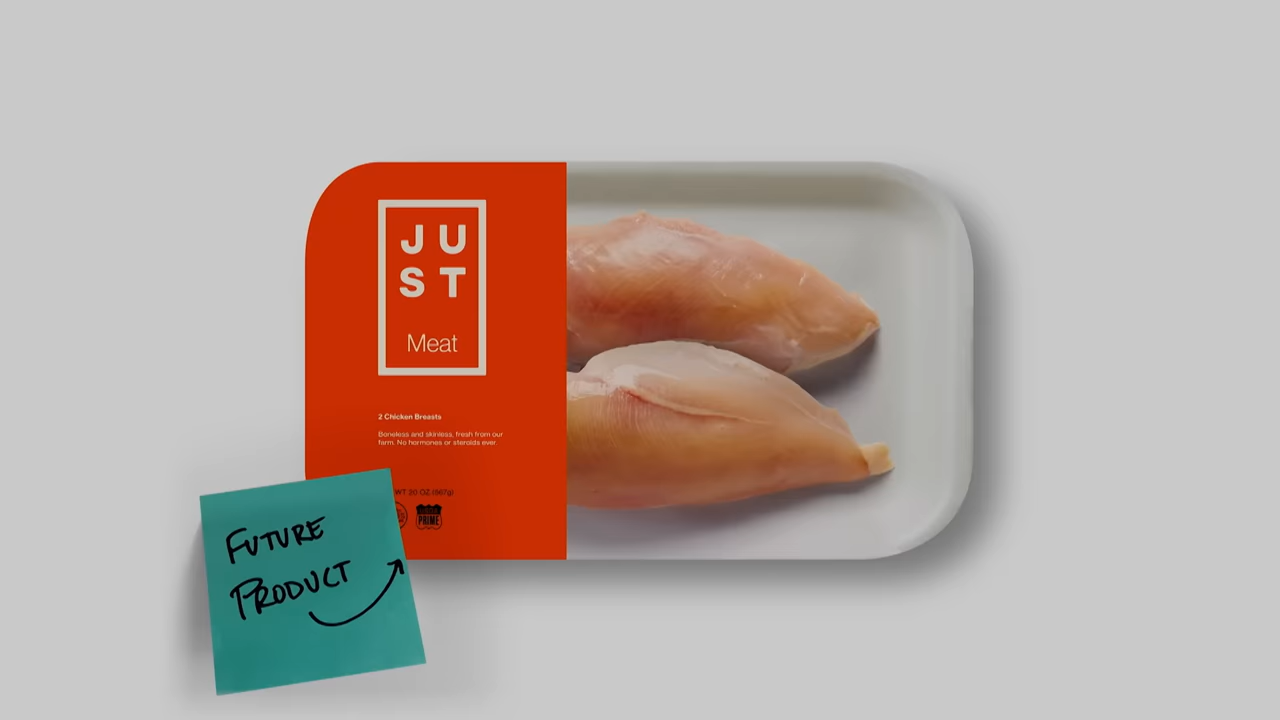 JU
ST
Meat
2 Chicken Breasts
Boneless and skinless, fresh from our
farm. No hormones or steroids ever.
WT 20 OZ.(567g)
PRIME
FUTURE
PRODUCT